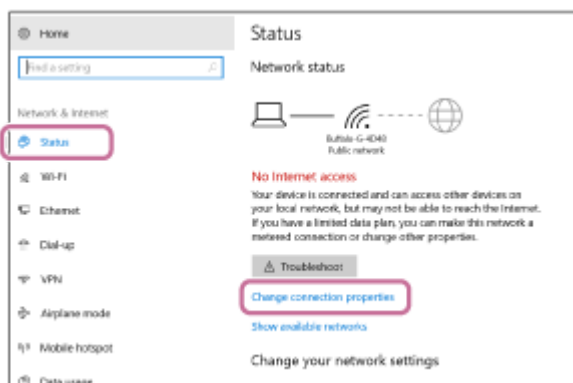 Home
Find a setting
Network & Internet
Status
Wi-Fi
Ethernet
Dial-up
VPN
Airplane mode
Mobile hotspot
Data usage
Status
Network status
Buffalo-G-4D40
Public network
No Internet access
Your device is connected and can access other devices on
your local network, but may not be able to reach the Internet.
If you have a limited data plan, you can make this network a
metered connection or change other properties.
Troubleshoot
Change connection properties
Show available networks
Change your network settings